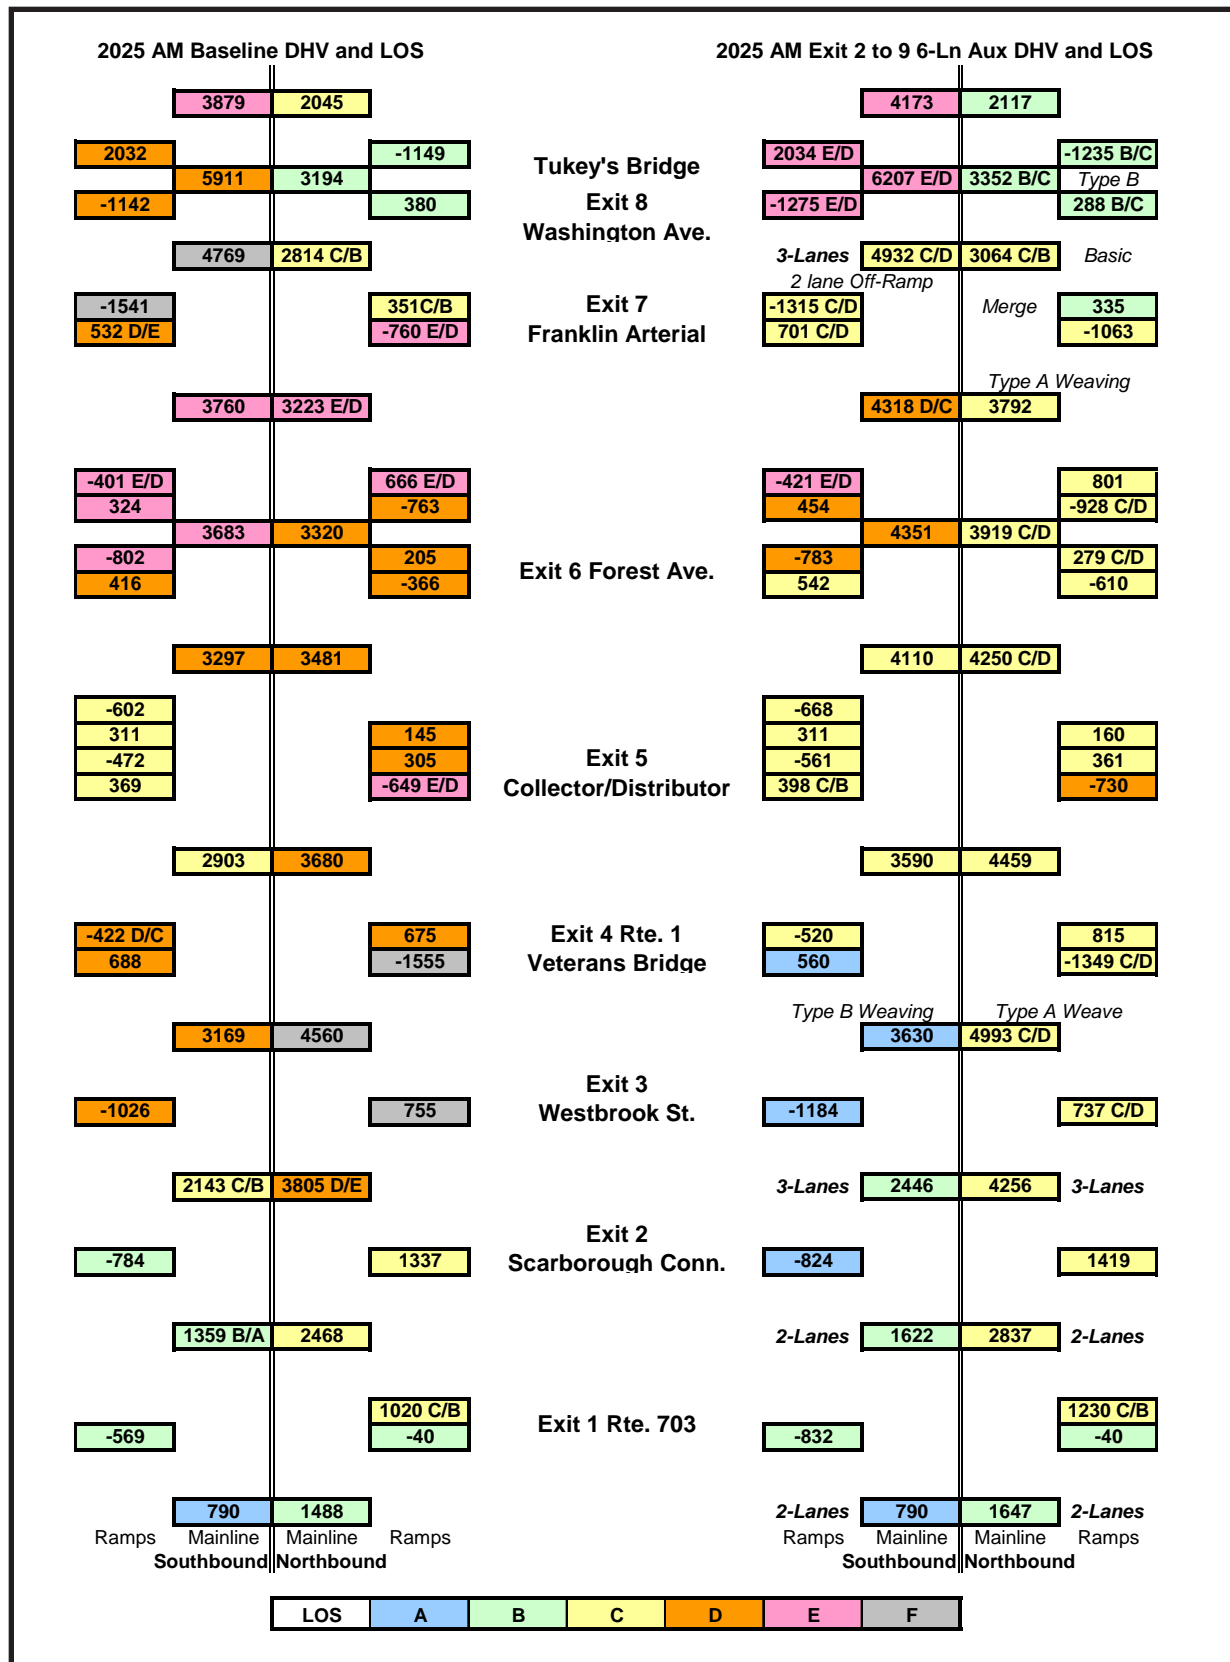 2025 AM Baseline DHV and LOS 2025 AM Exit 2 to 9 6-Ln Aux DHV and LOS
3879 2045 4173 2117
2032 -1149 2034 E/D -1235 B/C
Tukey's Bridge
5911 3194 6207 E/D 3352 B/C Type B
-1142 380 Exit 8 -1275 E/D 288 B/C
Washington Ave.
4769 2814 C/B 3-Lanes 4932 C/D 3064 C/B Basic
2 lane Off-Ramp
-1541 351C/B Exit 7 -1315 C/D Merge 335
532 D/E -760 E/D Franklin Arterial 701 C/D -1063
Type A Weaving
3760 3223 E/D 4318 D/C 3792
-401 E/D 666 E/D -421 E/D 801
324 -763 454 -928 C/D
3683 3320 4351 3919 C/D
-802 205 Exit 6 Forest Ave. -783 279 C/D
416 -366 542 -610
3297 3481 4110 4250 C/D
-602 -668
311 145 311 160
-472 305 Exit 5 -561 361
369 -649 E/D Collector/Distributor 398 C/B -730
2903 3680 3590 4459
-422 D/C 675 Exit 4 Rte. 1 -520 815
688 -1555 Veterans Bridge 560 -1349 C/D
Type B Weaving Type A Weave
3169 4560 3630 4993 C/D
Exit 3
-1026 755 Westbrook St. -1184 737 C/D
2143 C/B 3805 D/E 3-Lanes 2446 4256 3-Lanes
Exit 2
-784 1337 Scarborough Conn. -824 1419
1359 B/A 2468 2-Lanes 1622 2837 2-Lanes
1020 C/B 1230 C/B
-569 -40 Exit 1 Rte. 703 -832 -40
790 1488 2-Lanes 790 1647 2-Lanes
Ramps Mainline Mainline Ramps Ramps Mainline Mainline Ramps
Southbound Northbound Southbound Northbound
LOS A B C D E F